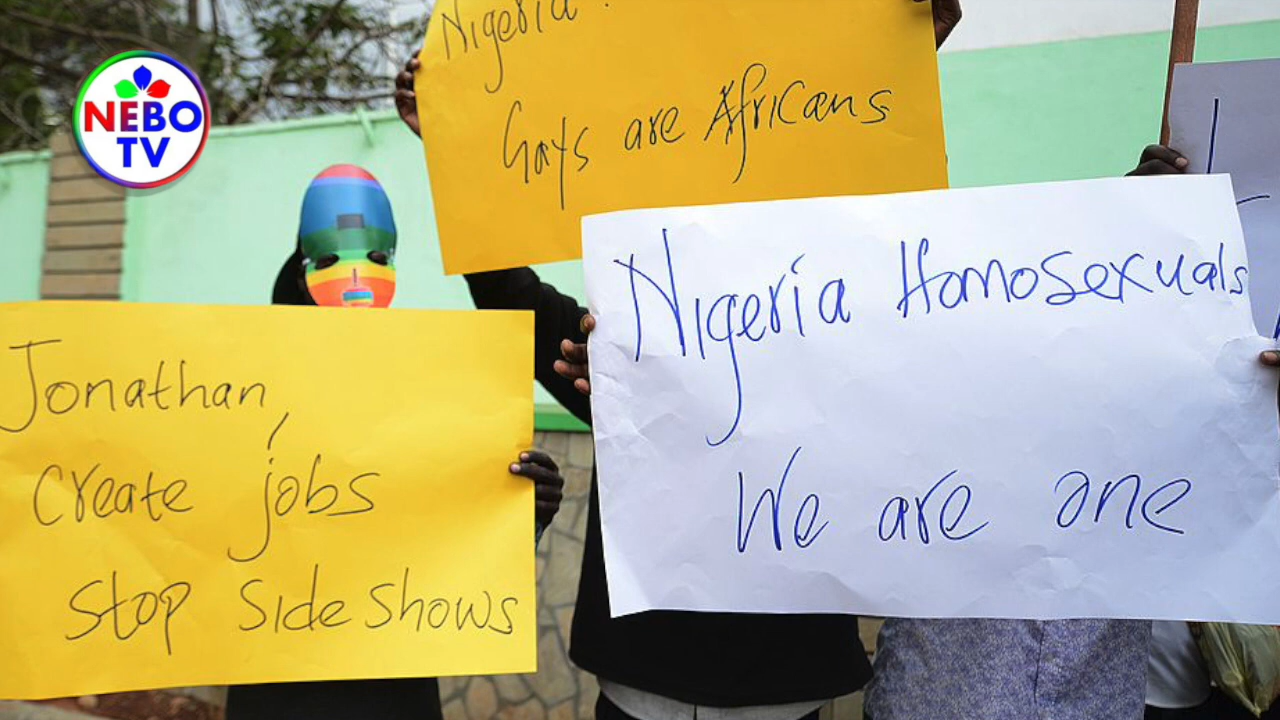 NEBO
TV
Nigeria!
Gays are Africans
Nigeria Homosexuals
We are one
Jonathan,
Create jobs
Stop Side Shows